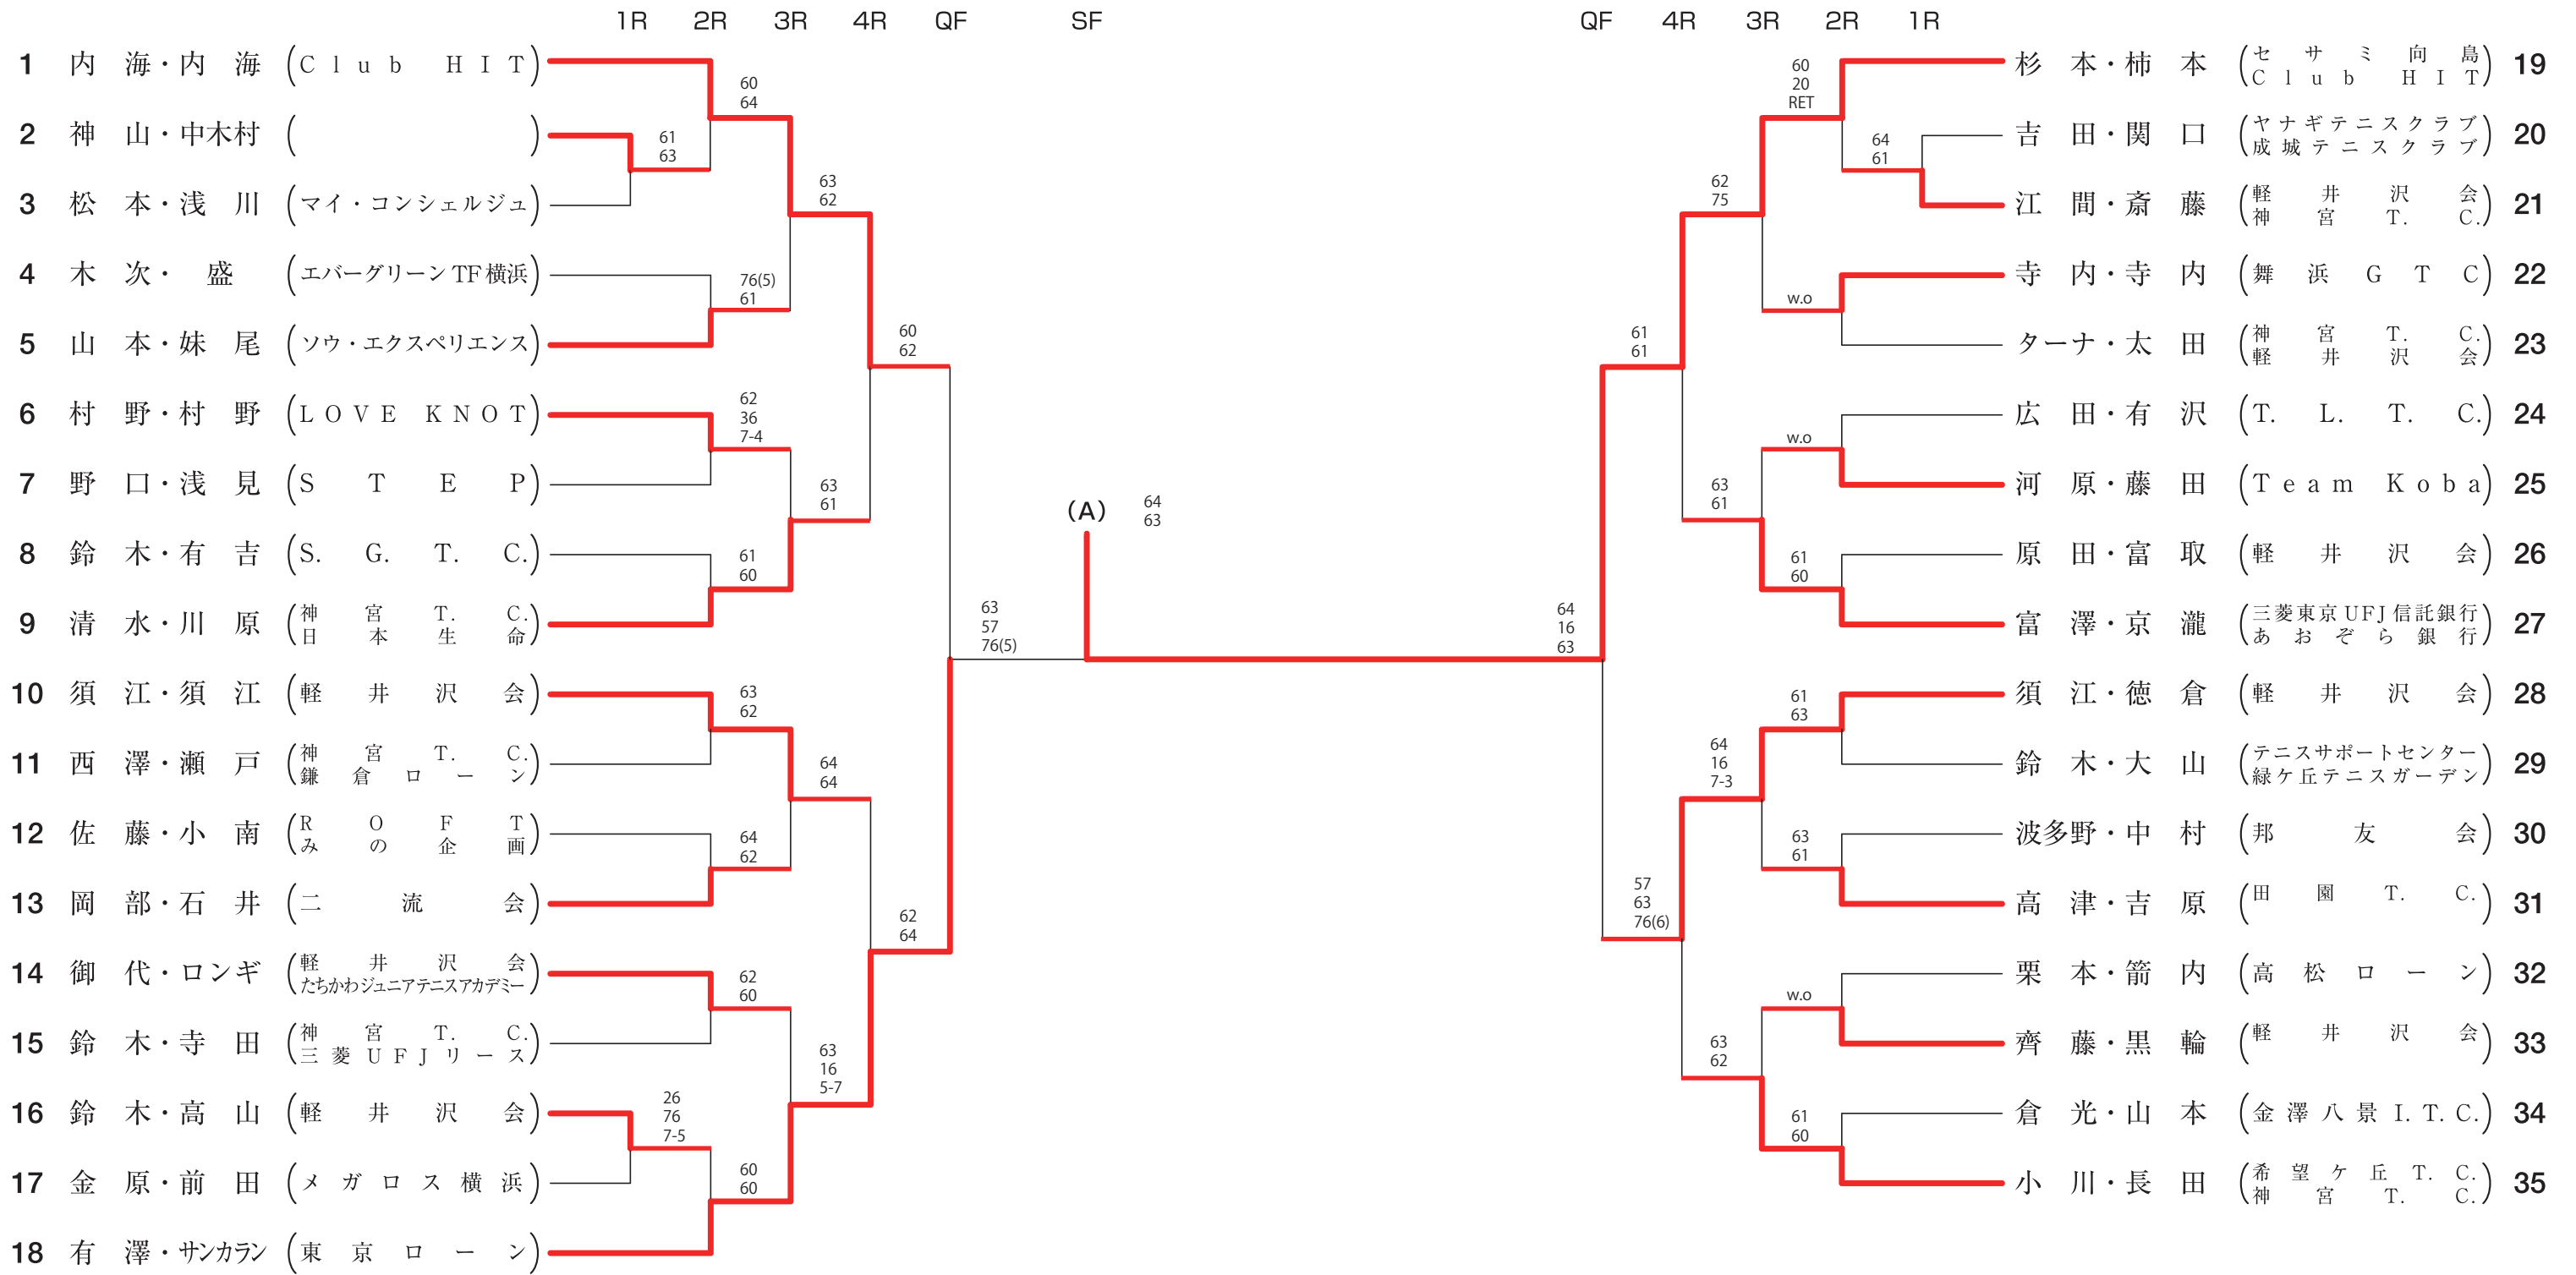 1R 2R 3R 4R QF SF QF 4R 3R 2R 1R
1 内海・内海 (Club HIT)
2 神山・中木村 ( )
3 松本・浅川 (マイ・コンシェルジュ)
4 木次・盛 (エバーグリーンTF横浜)
5 山本・妹尾 (ソウ・エクスペリエンス)
6 村野・村野 (LOVE KNOT)
7 野口・浅見 (STEP)
8 鈴木・有吉 (S.G.T.C.)
9 清水・川原 (神宮T.C.
日本生命)
10 須江・須江 (軽井沢会)
11 西澤・瀬戸 (神宮T.C.
鎌倉ローン)
12 佐藤・小南 (ROFT
みの企画)
13 岡部・石井 (二流会)
14 御代・ロンギ (軽井沢会
たちかわジュニアテニスアカデミー)
15 鈴木・寺田 (神宮T.C.
三菱UFJリース)
16 鈴木・高山 (軽井沢会)
17 金原・前田 (メガロス横浜)
18 有澤・サンカラン (東京ローン)
61
63
26
76
7-5
60
64
76(5)
61
62
36
7-4
61
60
63
62
64
62
62
60
60
60
63
62
63
61
64
64
63
16
5-7
60
62
62
64
63
57
76(5)
(A)
64
63
64
16
63
61
61
57
63
76(6)
62
75
63
61
64
16
7-3
63
62
60
20
RET
w.o
w.o
61
60
61
63
63
61
w.o
61
60
64
61
杉本・柿本 (セサミ向島
Club HIT) 19
吉田・関口 (ヤナギテニスクラブ
成城テニスクラブ) 20
江間・斎藤 (軽井沢会
神宮T.C.) 21
寺内・寺内 (舞浜GTC) 22
ターナ・太田 (神宮T.C.
軽井沢会) 23
広田・有沢 (T.L.T.C.) 24
河原・藤田 (Team Koba) 25
原田・富取 (軽井沢会) 26
富澤・京瀧 (三菱東京UFJ信託銀行
あおぞら銀行) 27
須江・徳倉 (軽井沢会) 28
鈴木・大山 (テニスサポートセンター
緑ケ丘テニスガーデン) 29
波多野・中村 (邦友会) 30
高津・吉原 (田園T.C.) 31
栗本・箭内 (高松ローン) 32
齊藤・黒輪 (軽井沢会) 33
倉光・山本 (金澤八景I.T.C.) 34
小川・長田 (希望ケ丘T.C.
神宮T.C.) 35